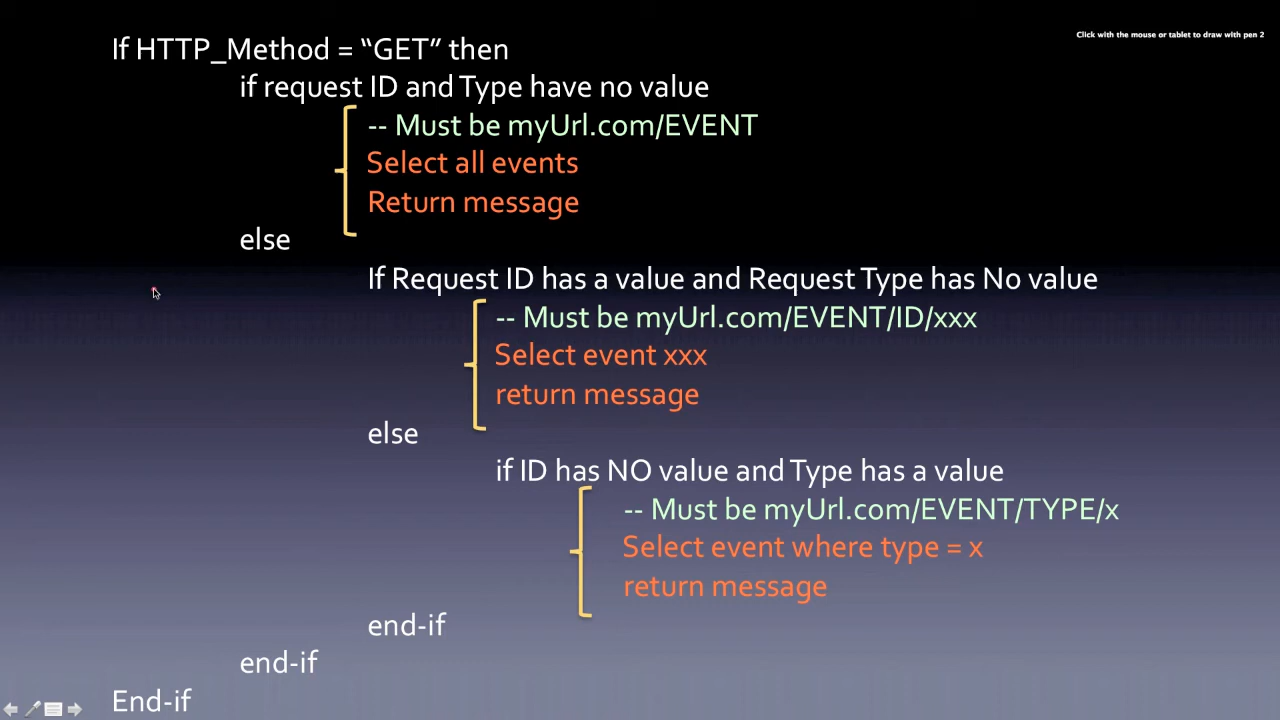 Click with the mouse or tablet to draw with pen 2
If HTTP_Method = “GET” then
if request ID and Type have no value
-- Must be myUrl.com/EVENT
Select all events
Return message
else
If Request ID has a value and Request Type has No value
-- Must be myUrl.com/EVENT/ID/xxx
Select event xxx
return message
else
if ID has NO value and Type has a value
-- Must be myUrl.com/EVENT/TYPE/x
Select event where type = x
return message
end-if
end-if
End-if